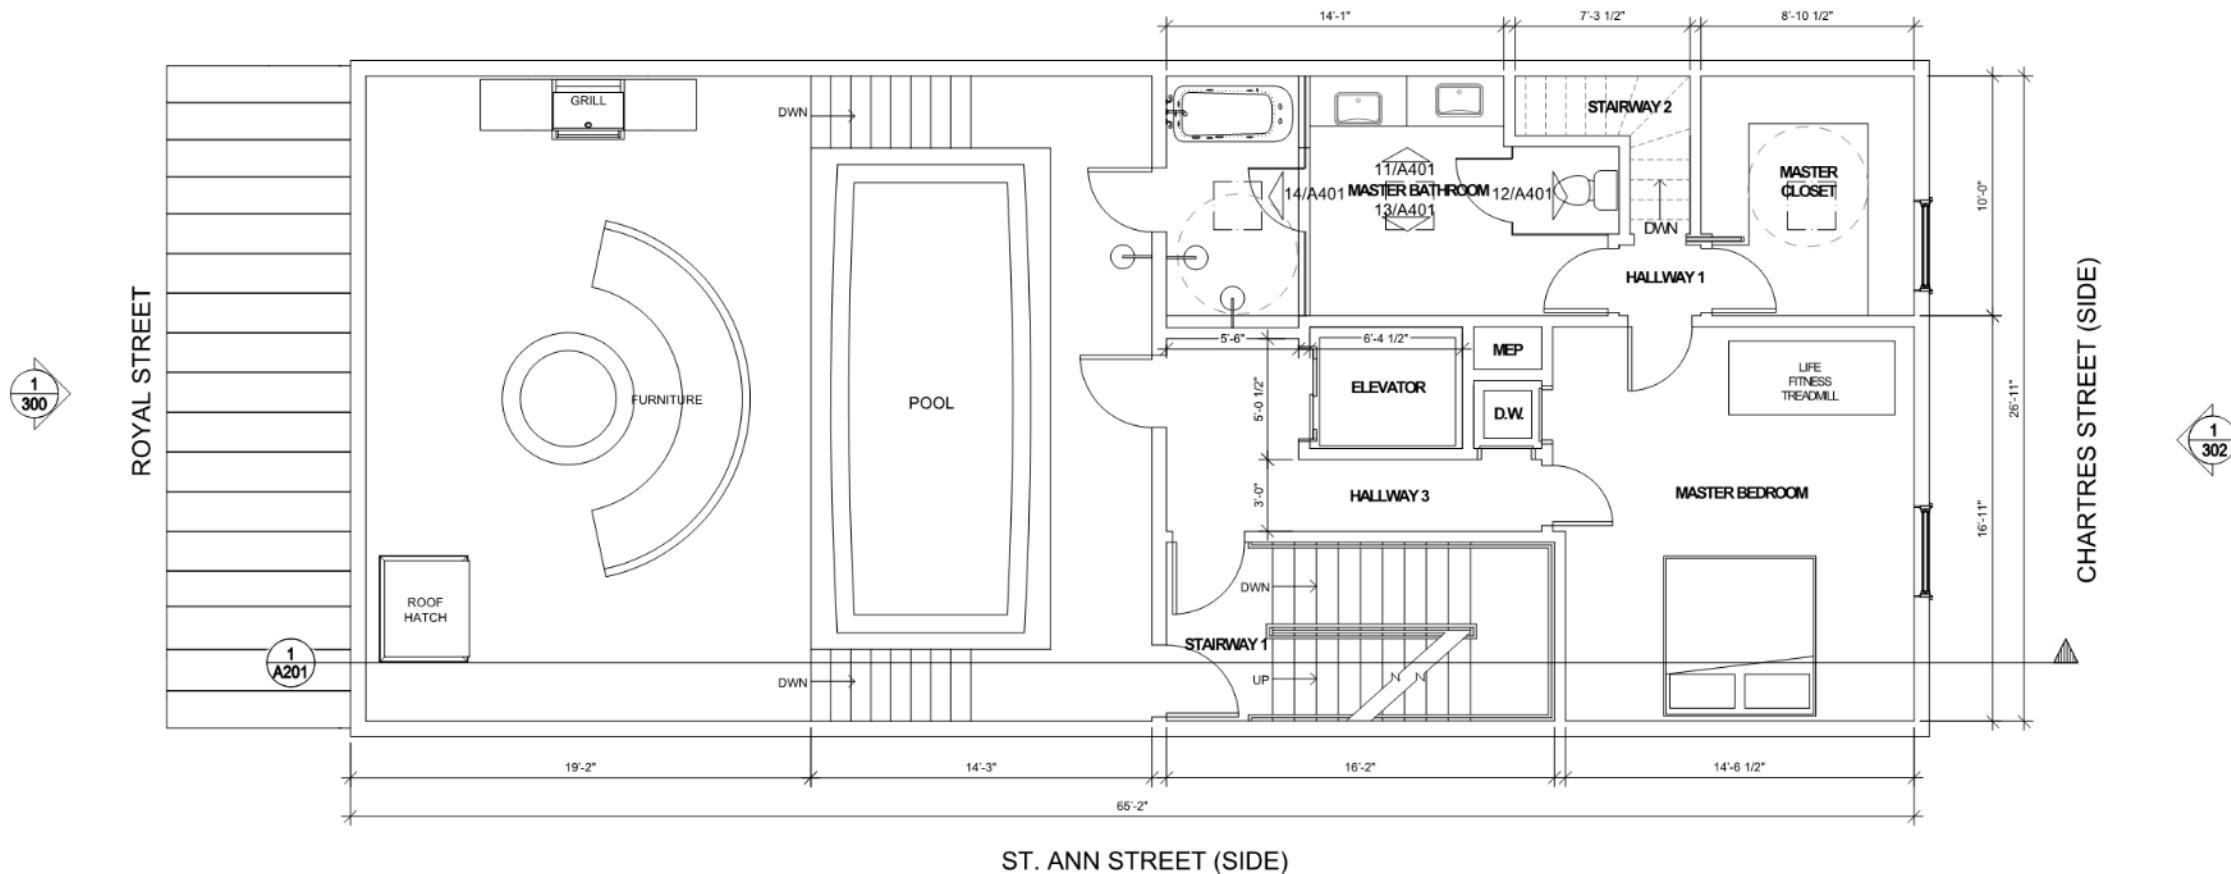 14'-1"
7'-3 1/2"
8'-10 1/2"
GRILL
DWN
STAIRWAY 2
11/A401
14/A401
MASTER BATHROOM
12/A401
13/A401
MASTER
CLOSET
10'-0"
DWN
HALLWAY 1
ROYAL STREET
1
300
FURNITURE
POOL
5'-6"
6'-4 1/2"
MEP
5'-0 1/2"
ELEVATOR
D.W.
LIFE
FITNESS
TREADMILL
26'-11"
CHARTRES STREET (SIDE)
1
302
3'-0"
HALLWAY 3
MASTER BEDROOM
16'-11"
ROOF
HATCH
DWN
STAIRWAY 1
1
A201
DWN
UP
19'-2"
14'-3"
16'-2"
14'-6 1/2"
65'-2"
ST. ANN STREET (SIDE)